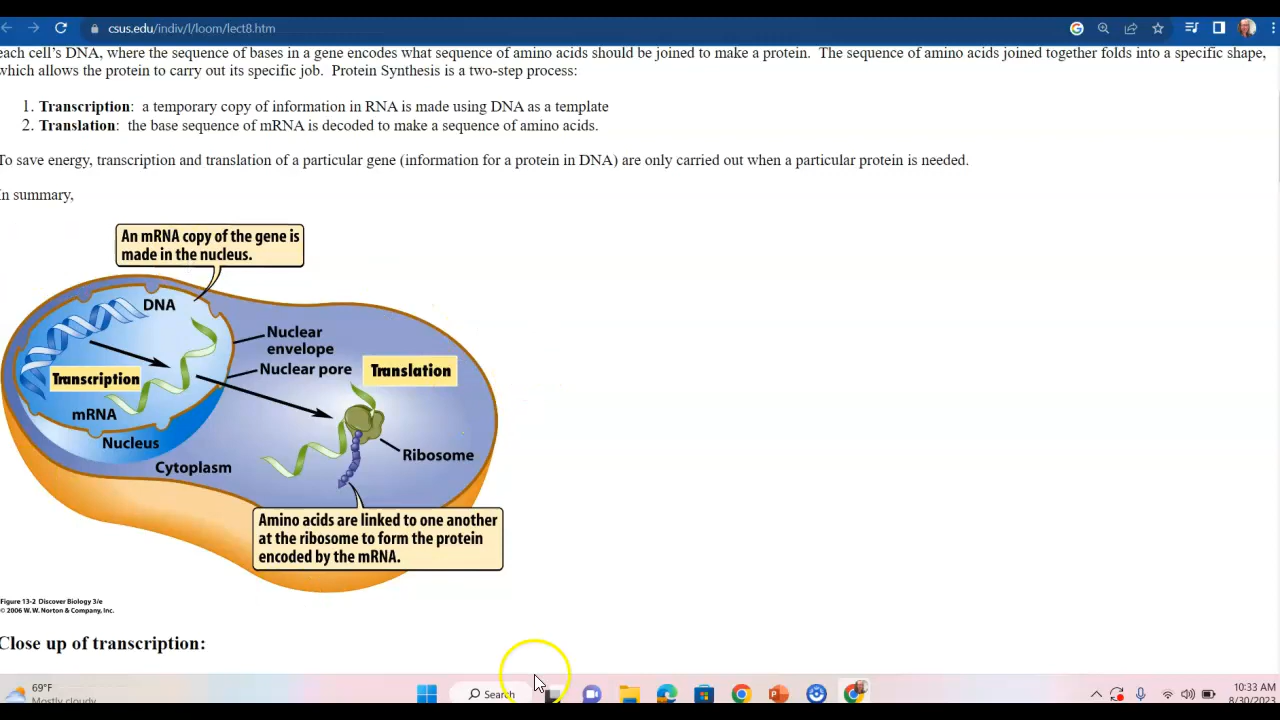 csus.edu/indiv/l/loom/lect8.htm
each cell's DNA, where the sequence of bases in a gene encodes what sequence of amino acids should be joined to make a protein.  The sequence of amino acids joined together folds into a specific shape,
which allows the protein to carry out its specific job.  Protein Synthesis is a two-step process:
1. Transcription:  a temporary copy of information in RNA is made using DNA as a template
2. Translation:  the base sequence of mRNA is decoded to make a sequence of amino acids.
To save energy, transcription and translation of a particular gene (information for a protein in DNA) are only carried out when a particular protein is needed.
In summary,
An mRNA copy of the gene is
made in the nucleus.
DNA
Nuclear
envelope
Nuclear pore
Translation
Transcription
mRNA
Nucleus
Ribosome
Cytoplasm
Amino acids are linked to one another
at the ribosome to form the protein
encoded by the mRNA.
Figure 13-2 Discover Biology 3/e
© 2006 W. W. Norton & Company, Inc.
Close up of transcription:
69°F
Mostly cloudy
Search
10:33 AM
8/30/2023